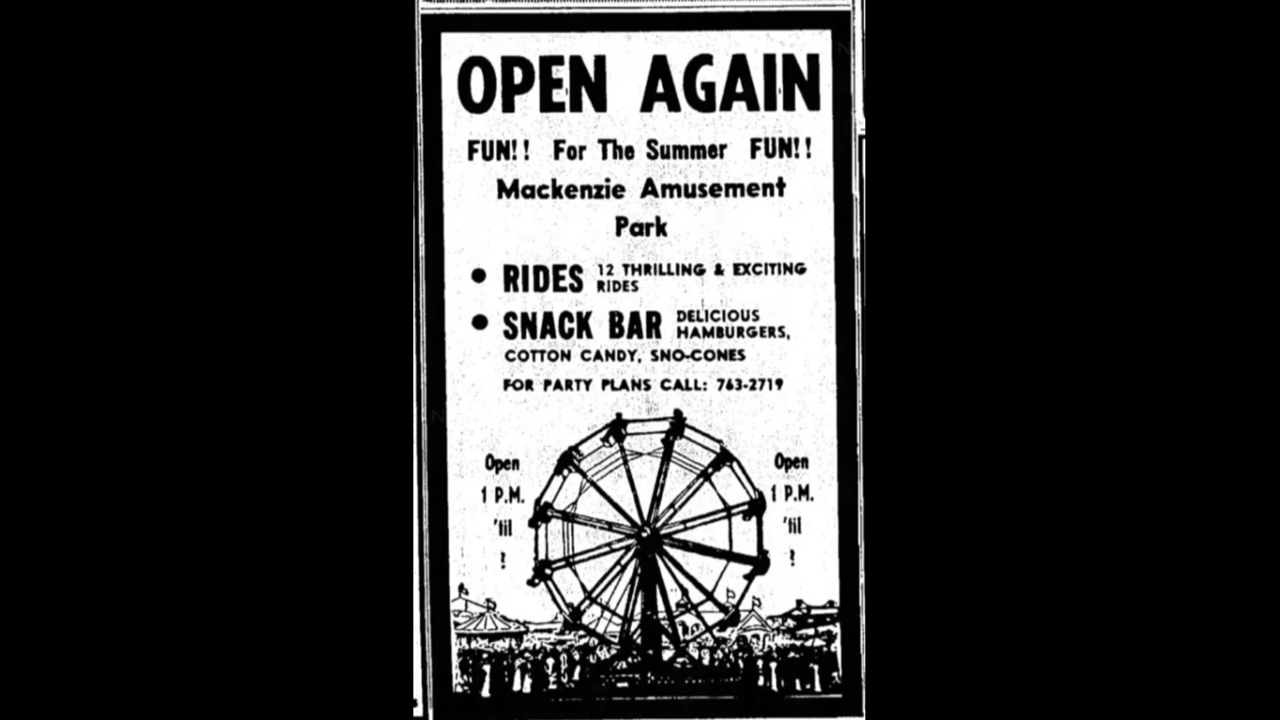 OPEN AGAIN
FUN!! For The Summer FUN!!
Mackenzie Amusement
Park
• RIDES 12 THRILLING & EXCITING
RIDES
• SNACK BAR DELICIOUS
HAMBURGERS,
COTTON CANDY, SNO-CONES
FOR PARTY PLANS CALL: 763-2719
Open
1 P.M.
'til
?
Open
1 P.M.
'til
?